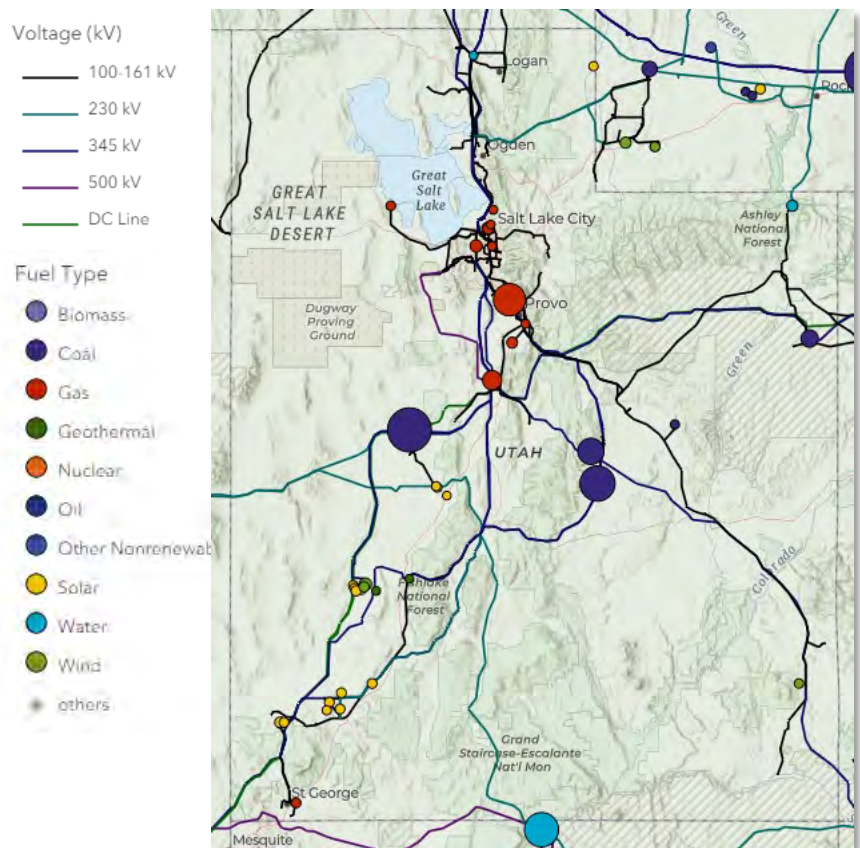 Voltage (kV)
100-161 kV
230 kV
345 kV
500 kV
DC Line
Fuel Type
Biomass
Coal
Gas
Geothermal
Nuclear
Oil
Other Nonrenewab
Solar
Water
Wind
others
Green
Logan
Rock
Ogden
Great
Salt
Lake
GREAT
SALT LAKE
DESERT
Salt Lake City
Ashley
National
Forest
Dugway
Proving
Ground
Provo
Green
UTAH
Colorado
Fishlake
National
Forest
Grand
Staircase-Escalante
Nat'l Mon
St George
Mesquite